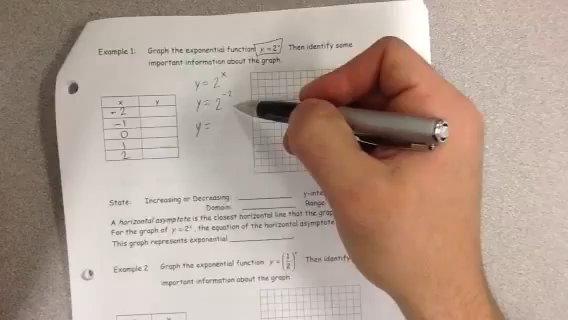 Example 1: Graph the exponential function y = 2ˣ. Then identify some
important information about the graph.
y = 2ˣ
y = 2⁻²
y =
x y
-2
-1
0
1
2
State: Increasing or Decreasing: ____________ y-inte
Domain: ____________ Range
A horizontal asymptote is the closest horizontal line that the grap
For the graph of y = 2ˣ, the equation of the horizontal asymptote
This graph represents exponential ____________
Example 2 Graph the exponential function y = (1/2)ˣ Then identify
important information about the graph.
x y